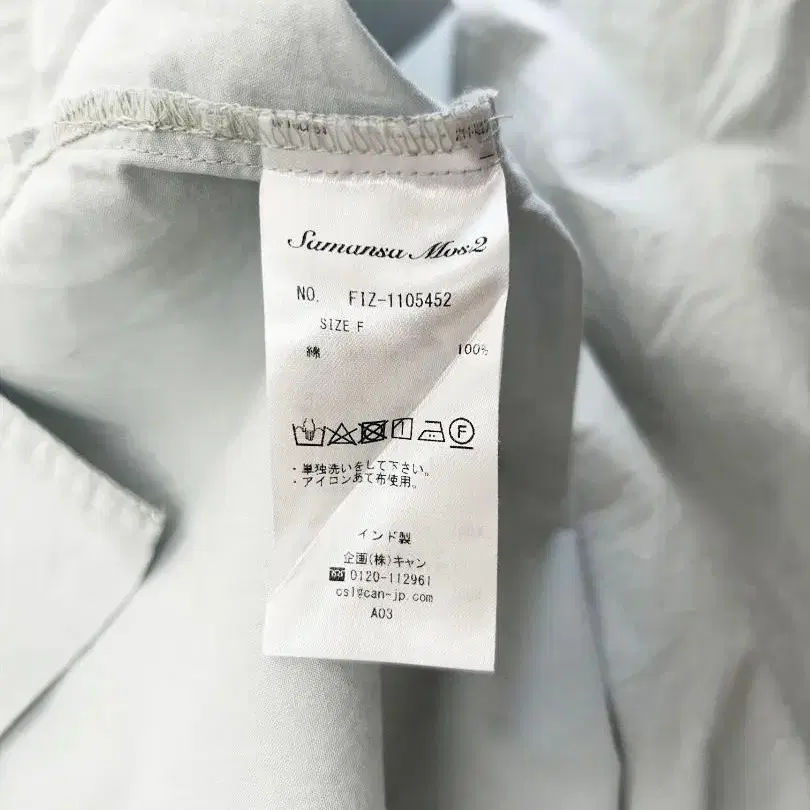 Samansa Mos2
NO. FIZ-1105452
SIZE F
綿 100%
F
・単独洗いをして下さい。
・アイロンあて布使用。
インド製
企画(株)キャン
0120-112961
csl@can-jp.com
A03